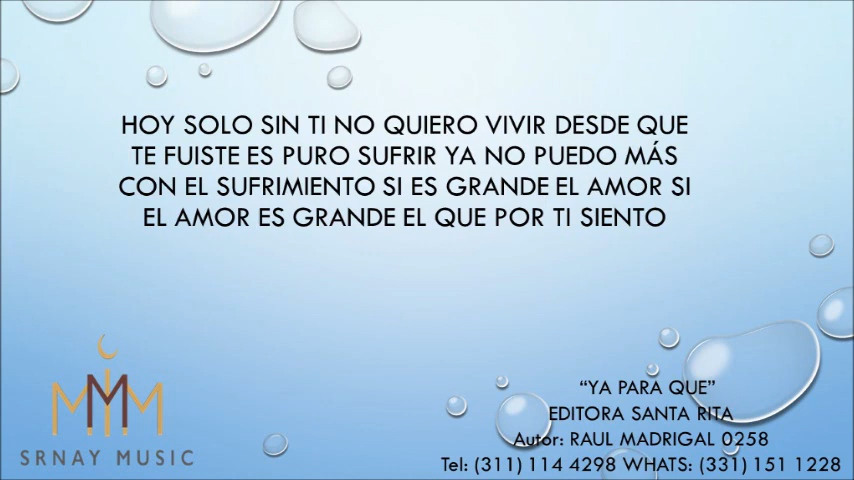 HOY SOLO SIN TI NO QUIERO VIVIR DESDE QUE
TE FUISTE ES PURO SUFRIR YA NO PUEDO MÁS
CON EL SUFRIMIENTO SI ES GRANDE EL AMOR SI
EL AMOR ES GRANDE EL QUE POR TI SIENTO
SRNAY MUSIC
“YA PARA QUE”
EDITORA SANTA RITA
Autor: RAUL MADRIGAL 0258
Tel: (311) 114 4298 WHATS: (331) 151 1228